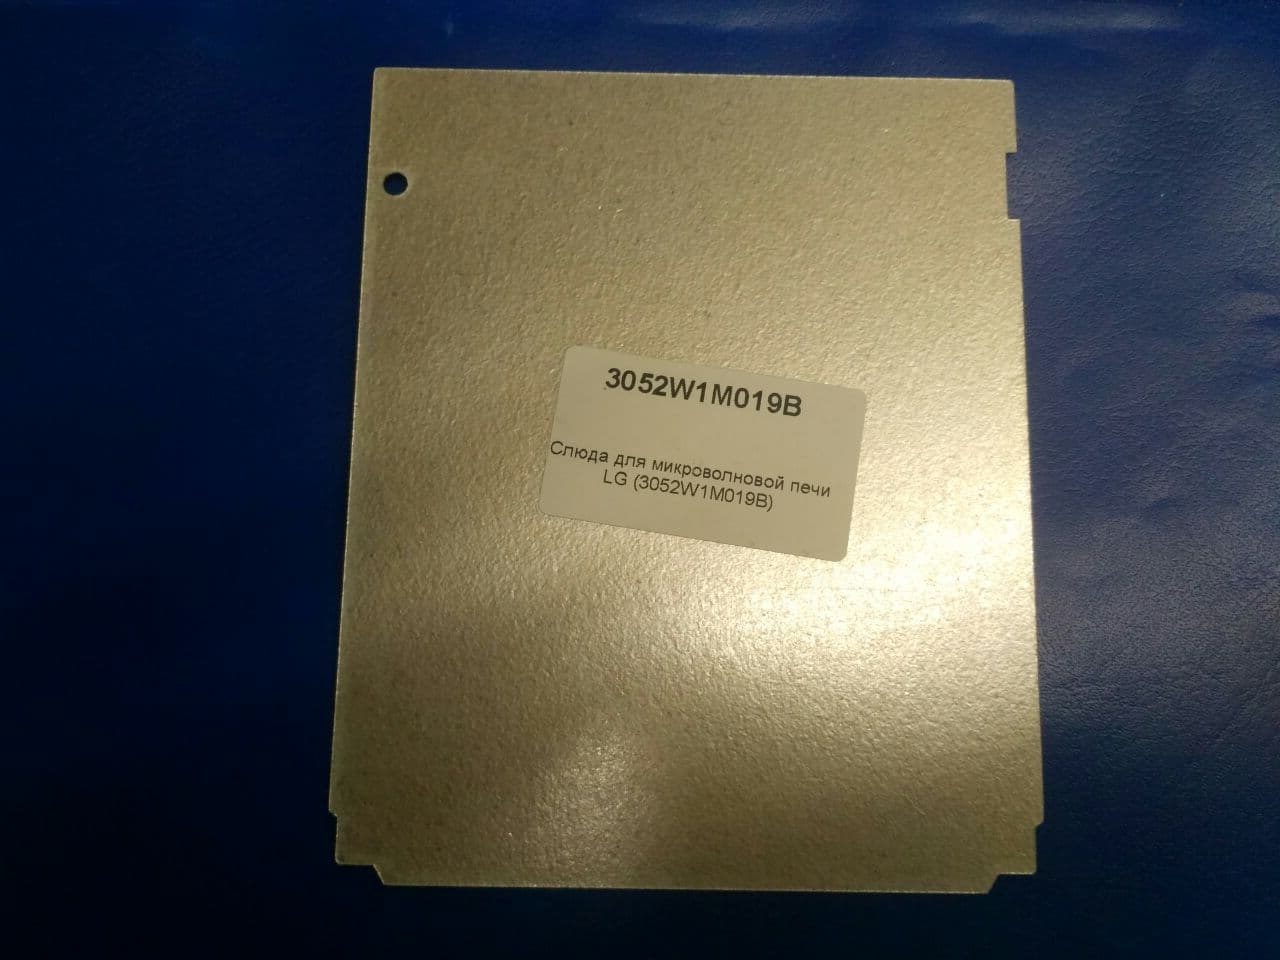 3052W1M019B
Слюда для микроволновой печи
LG (3052W1M019B)